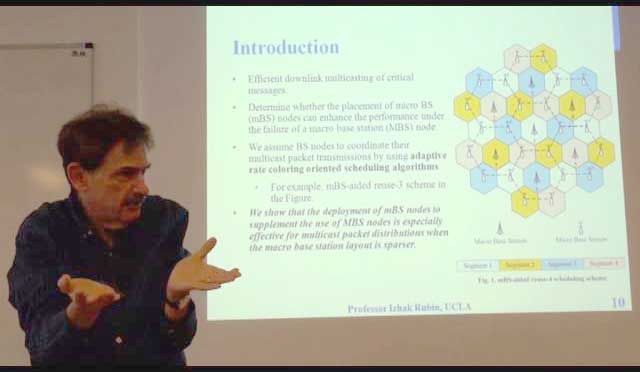 Introduction
• Efficient downlink multicasting of critical
messages.
• Determine whether the placement of micro BS
(mBS) nodes can enhance the performance under
the failure of a macro base station (MBS) node.
• We assume BS nodes to coordinate their
multicast packet transmissions by using adaptive
rate coloring oriented scheduling algorithms
• For example, mBS-aided reuse-3 scheme in
the Figure.
• We show that the deployment of mBS nodes to
supplement the use of MBS nodes is especially
effective for multicast packet distributions when
the macro base station layout is sparser.
Macro Base Station Micro Base Station
Segment 1 Segment 2 Segment 3 Segment 4
Fig. 1. mBS-aided reuse-4 scheduling scheme
Professor Izhak Rubin, UCLA 10